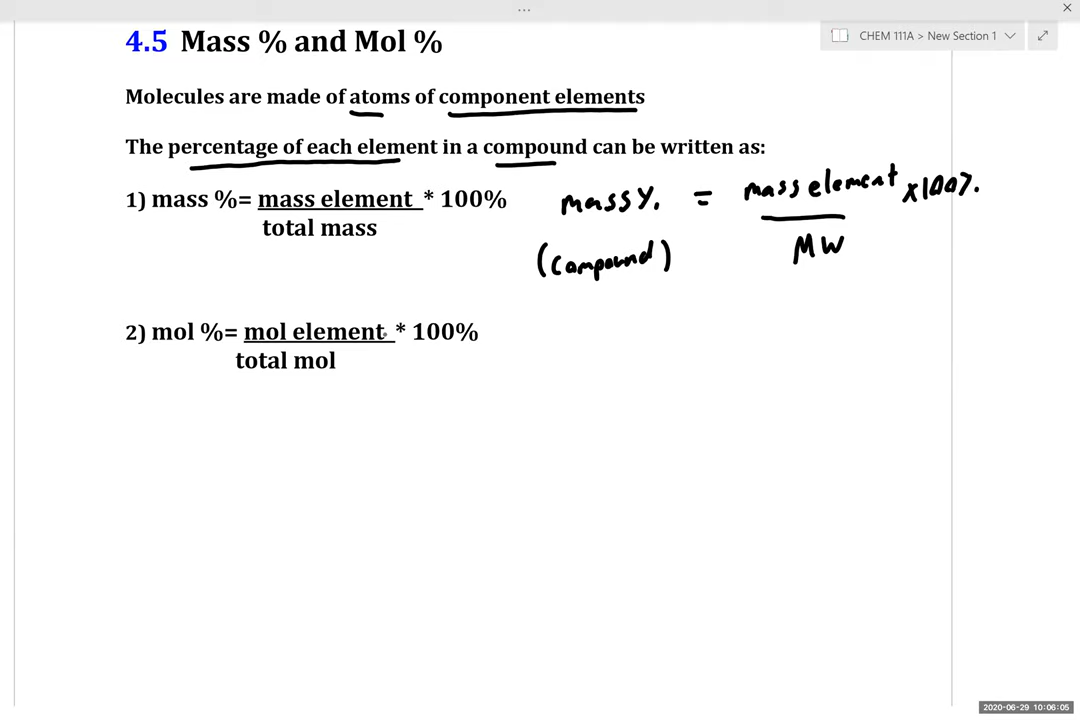 ...
CHEM 111A > New Section 1
4.5 Mass % and Mol %
Molecules are made of atoms of component elements
The percentage of each element in a compound can be written as:
1) mass %= mass element * 100%
total mass
mass %. = mass element x100%.
(compound) MW
2) mol %= mol element * 100%
total mol
2020-06-29 10:06:05